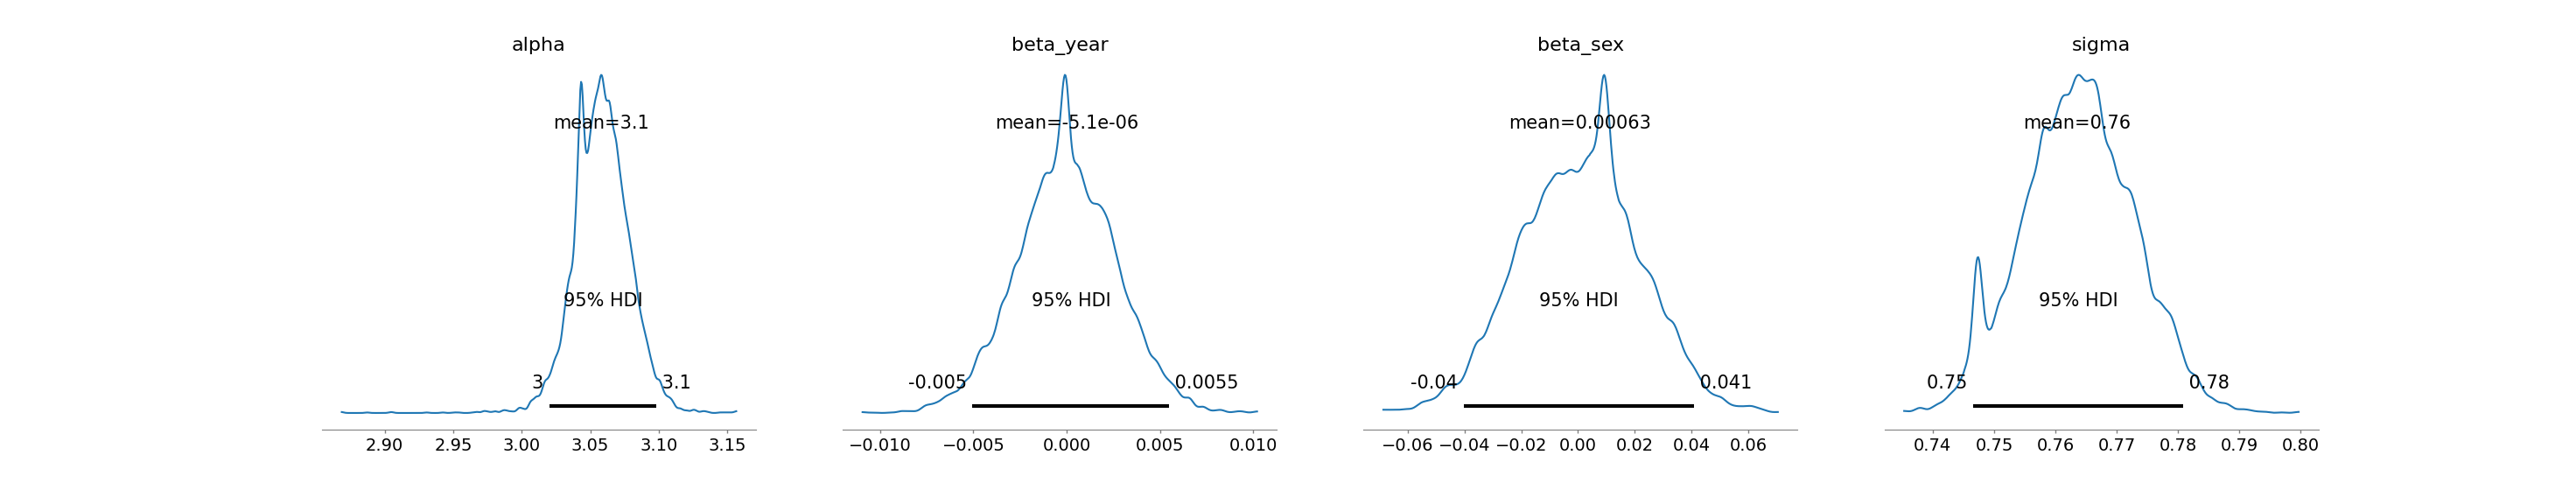 alpha
mean=3.1
95% HDI
3 3.1
2.90 2.95 3.00 3.05 3.10 3.15
beta_year
mean=-5.1e-06
95% HDI
-0.005 0.0055
−0.010 −0.005 0.000 0.005 0.010
beta_sex
mean=0.00063
95% HDI
-0.04 0.041
−0.06 −0.04 −0.02 0.00 0.02 0.04 0.06
sigma
mean=0.76
95% HDI
0.75 0.78
0.74 0.75 0.76 0.77 0.78 0.79 0.80